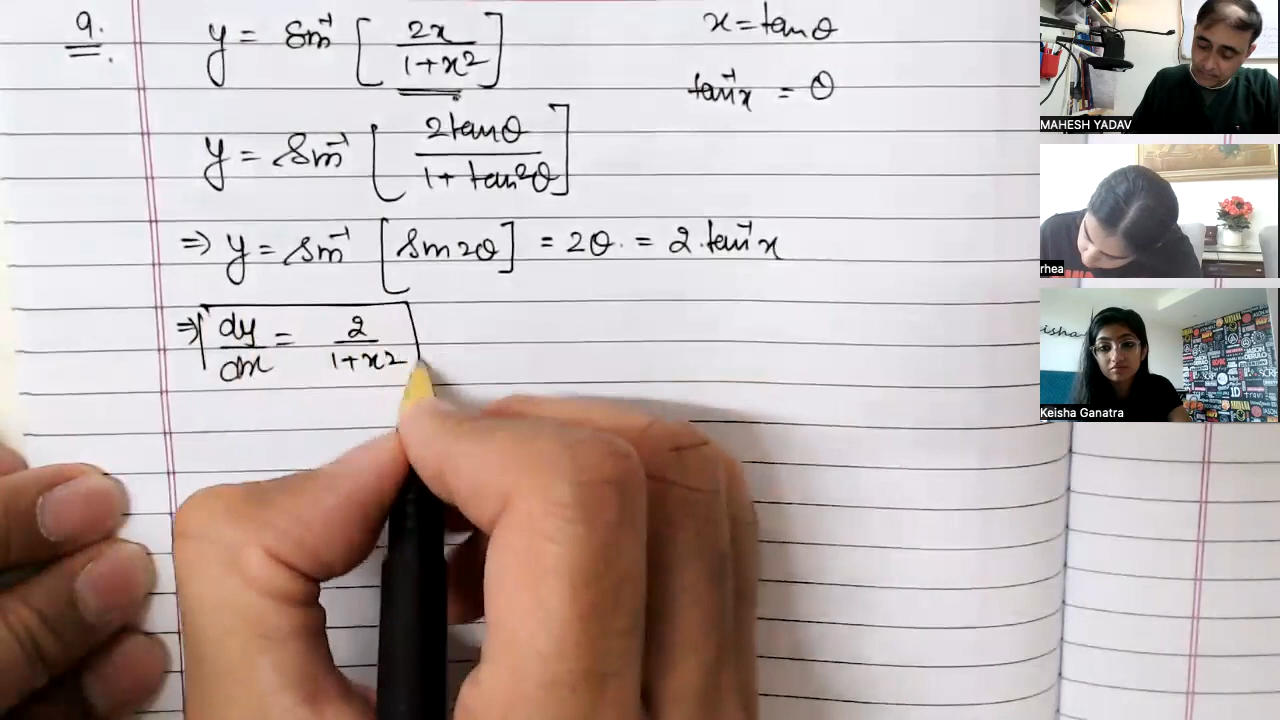 9.
y = Sin⁻¹ [ 2x / 1+x² ]
x = tanθ
tan⁻¹x = θ
y = Sin⁻¹ [ 2tanθ / 1+tan²θ ]
⇒ y = Sin⁻¹ [Sin2θ] = 2θ. = 2.tan⁻¹x
⇒ dy/dx = 2 / 1+x²
MAHESH YADAV
rhea
Keisha Ganatra